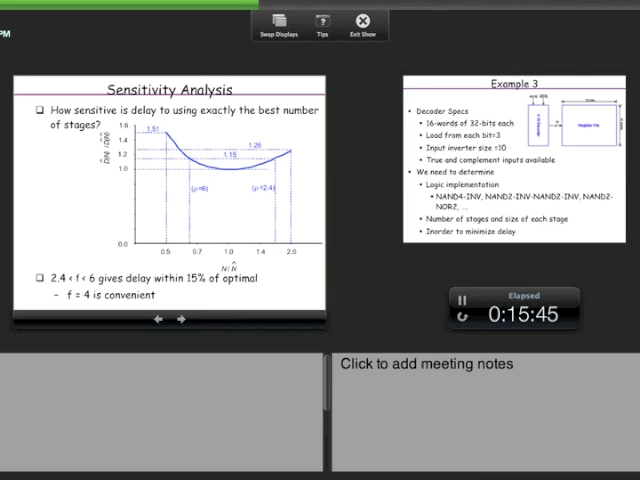 PM
Swap Displays
Tips
Exit Show
Sensitivity Analysis
❑ How sensitive is delay to using exactly the best number
of stages?
1.6
1.4
1.2
1.0
0.0
D(N) / D(N̂)
1.51
1.26
1.15
(ρ=6)
(ρ=2.4)
0.5 0.7 1.0 1.4 2.0
N / N̂
❑ 2.4 < f < 6 gives delay within 15% of optimal
– f = 4 is convenient
Example 3
• Decoder Specs
• 16-words of 32-bits each
• Load from each bit=3
• Input inverter size =10
• True and complement inputs available
• We need to determine
• Logic implementation
• NAND4-INV, NAND2-INV-NAND2-INV, NAND2-
NOR2, ...
• Number of stages and size of each stage
• Inorder to minimize delay
Register File
Elapsed
0:15:45
Click to add meeting notes